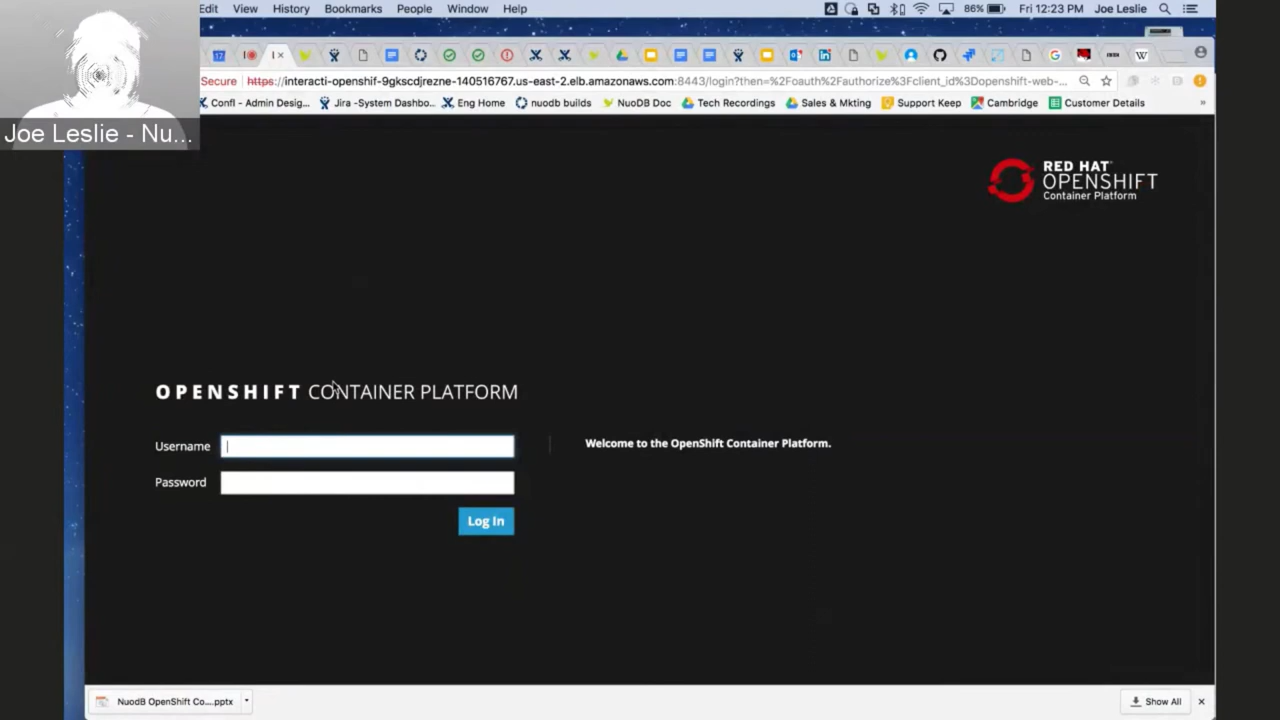 Edit View History Bookmarks People Window Help 86% Fri 12:23 PM Joe Leslie
Joe Leslie - Nu...
17
Secure https://interacti-openshif-9gkscdjrezne-140516767.us-east-2.elb.amazonaws.com:8443/login?then=%2Foauth%2Fauthorize%3Fclient_id%3Dopenshift-web-...
Confl - Admin Desig... Jira -System Dashbo... Eng Home nuodb builds NuoDB Doc Tech Recordings Sales & Mkting Support Keep Cambridge Customer Details »
RED HAT
OPENSHIFT
Container Platform
OPENSHIFT CONTAINER PLATFORM
Username
Welcome to the OpenShift Container Platform.
Password
Log In
NuodB OpenShift Co....pptx
Show All